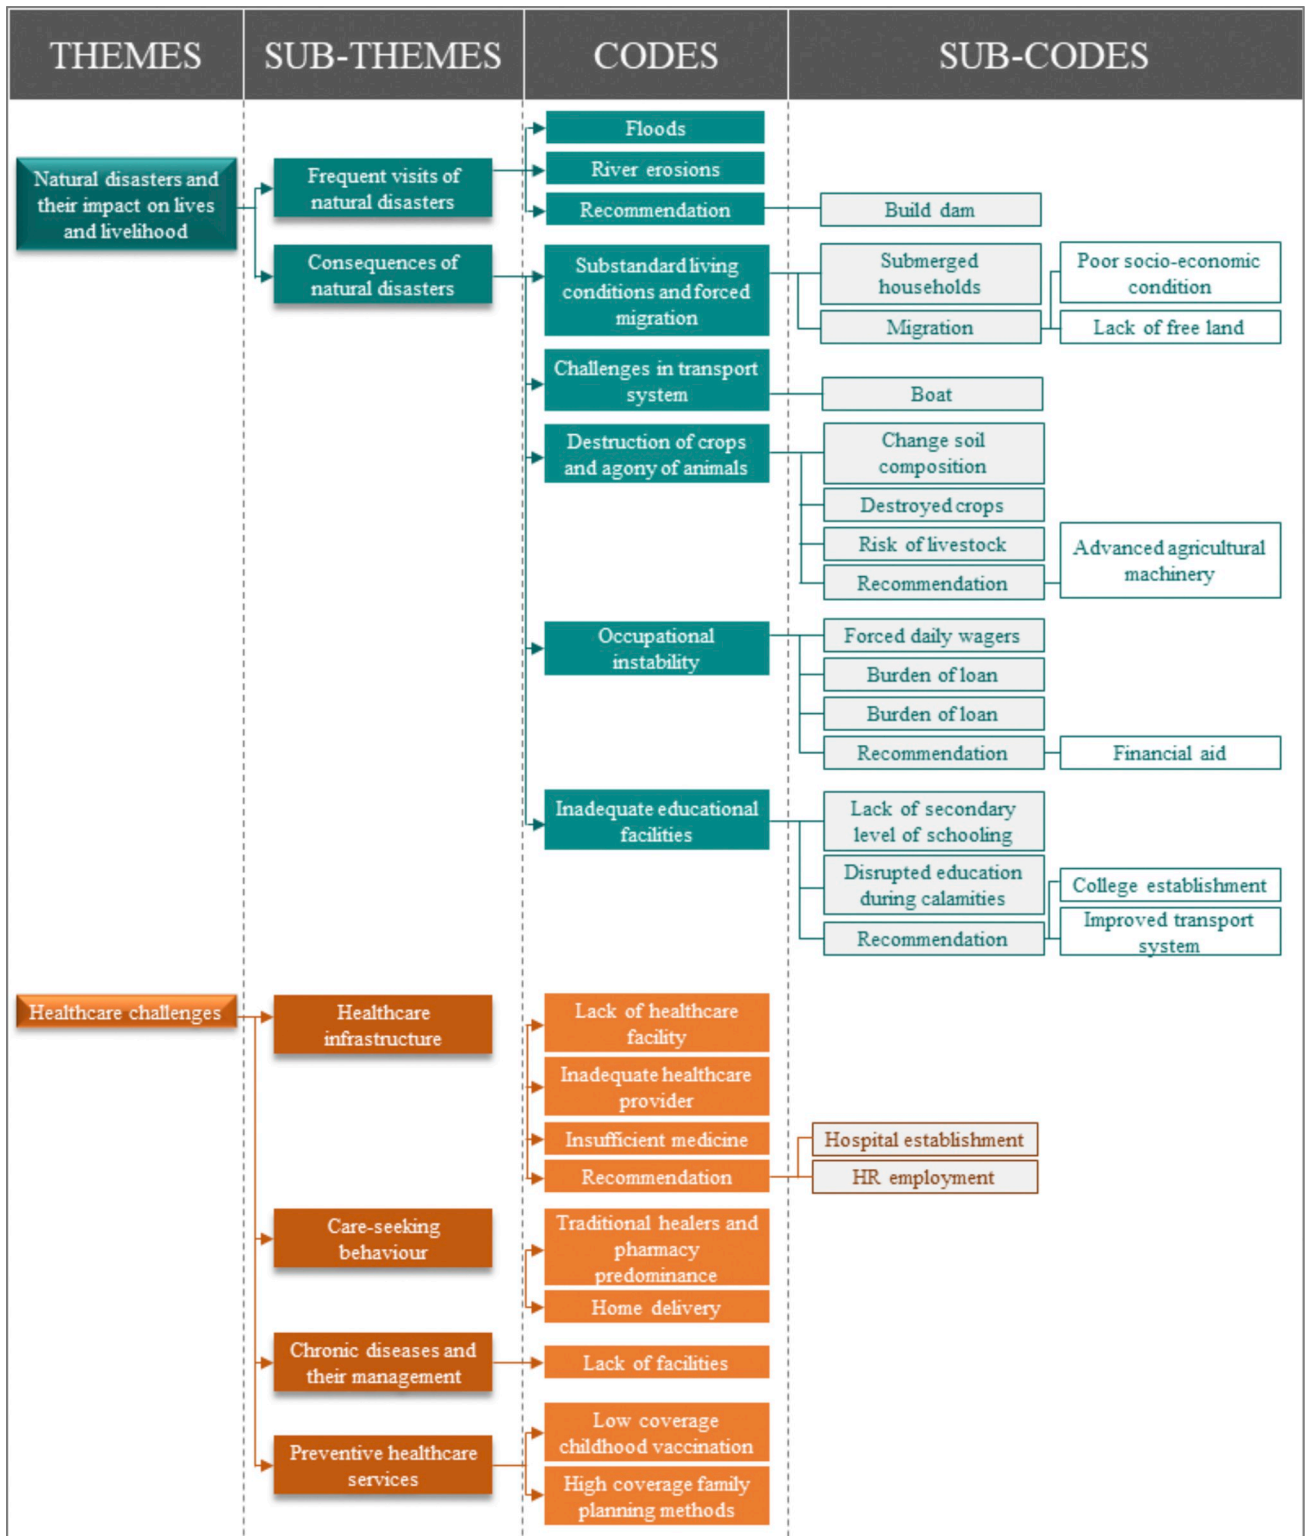 THEMES
SUB-THEMES
CODES
SUB-CODES
Natural disasters and
their impact on lives
and livelihood
Frequent visits of
natural disasters
Floods
River erosions
Recommendation
Build dam
Consequences of
natural disasters
Substandard living
conditions and forced
migration
Submerged
households
Migration
Poor socio-economic
condition
Lack of free land
Challenges in transport
system
Boat
Destruction of crops
and agony of animals
Change soil
composition
Destroyed crops
Risk of livestock
Recommendation
Advanced agricultural
machinery
Occupational
instability
Forced daily wagers
Burden of loan
Burden of loan
Recommendation
Financial aid
Inadequate educational
facilities
Lack of secondary
level of schooling
Disrupted education
during calamities
Recommendation
College establishment
Improved transport
system
Healthcare challenges
Healthcare
infrastructure
Lack of healthcare
facility
Inadequate healthcare
provider
Insufficient medicine
Recommendation
Hospital establishment
HR employment
Care-seeking
behaviour
Traditional healers and
pharmacy
predominance
Home delivery
Chronic diseases and
their management
Lack of facilities
Preventive healthcare
services
Low coverage
childhood vaccination
High coverage family
planning methods